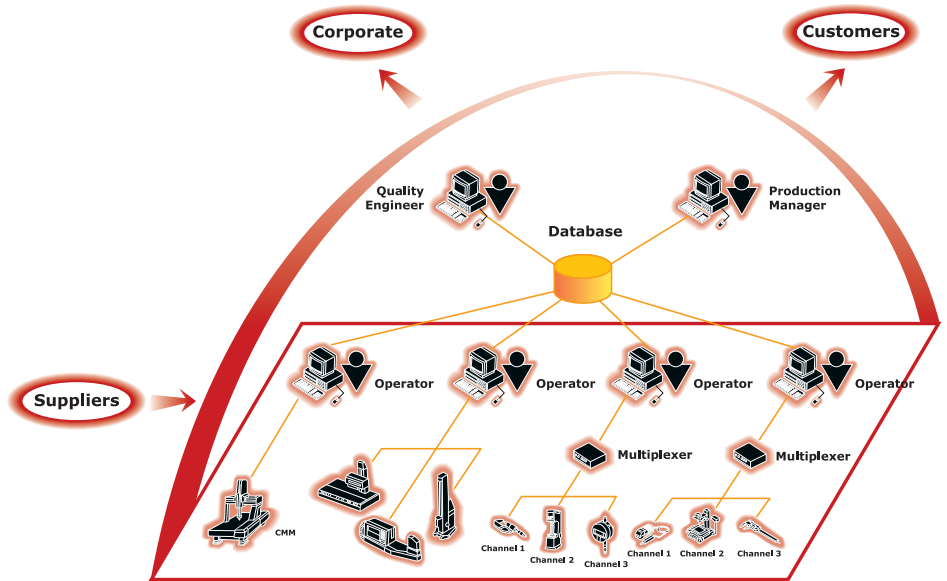 Corporate
Customers
Quality
Engineer
Production
Manager
Database
Suppliers
Operator
Operator
Operator
Operator
Multiplexer
Multiplexer
CMM
Channel 1
Channel 2
Channel 3
Channel 1
Channel 2
Channel 3